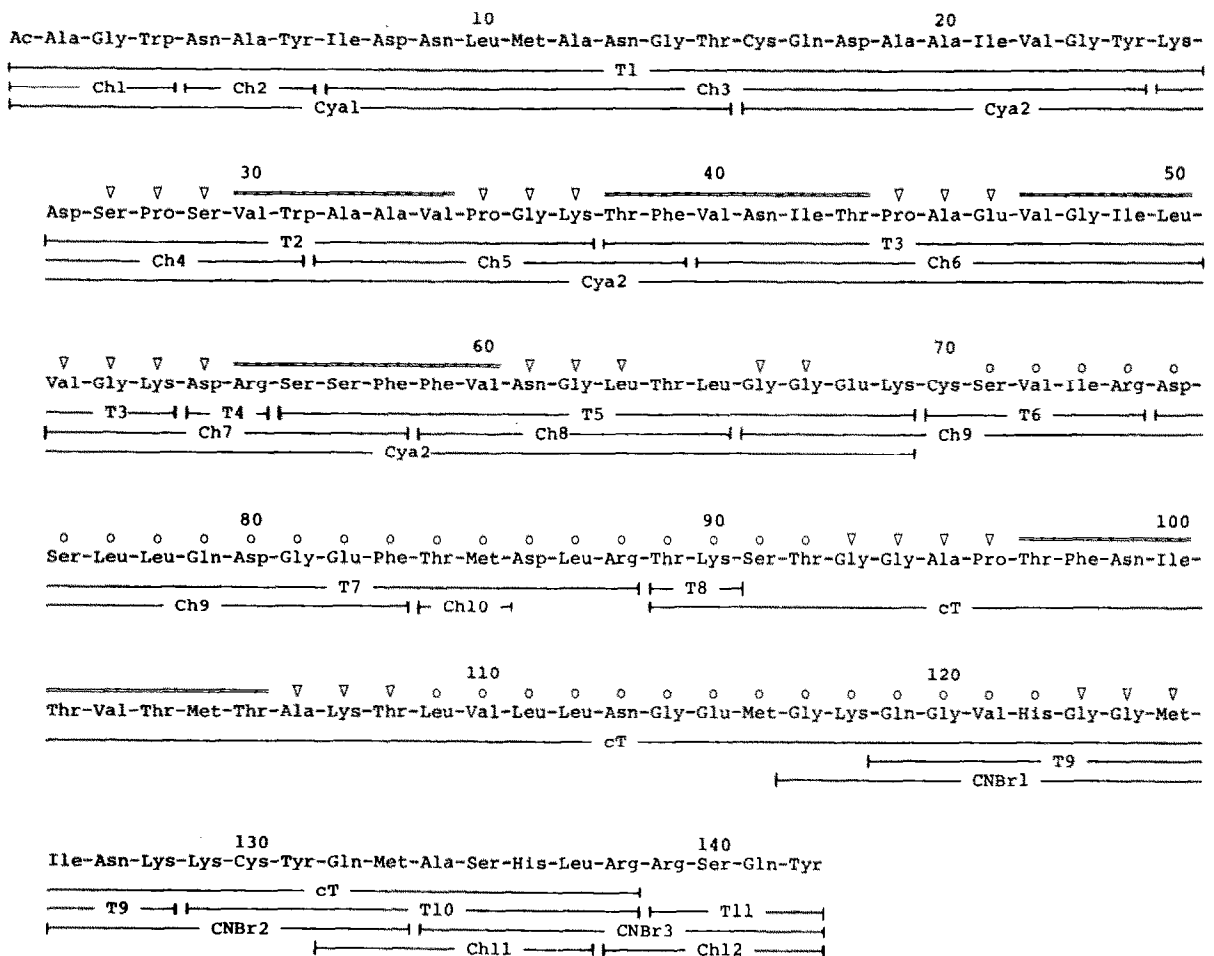 10 20
Ac-Ala-Gly-Trp-Asn-Ala-Tyr-Ile-Asp-Asn-Leu-Met-Ala-Asn-Gly-Thr-Cys-Gln-Asp-Ala-Ala-Ile-Val-Gly-Tyr-Lys-
T1
Ch1 Ch2 Ch3
Cya1 Cya2
30 40 50
Asp-Ser-Pro-Ser-Val-Trp-Ala-Ala-Val-Pro-Gly-Lys-Thr-Phe-Val-Asn-Ile-Thr-Pro-Ala-Glu-Val-Gly-Ile-Leu-
T2 T3
Ch4 Ch5 Ch6
Cya2
60 70
Val-Gly-Lys-Asp-Arg-Ser-Ser-Phe-Phe-Val-Asn-Gly-Leu-Thr-Leu-Gly-Gly-Glu-Lys-Cys-Ser-Val-Ile-Arg-Asp-
T3 T4 T5 T6
Ch7 Ch8 Ch9
Cya2
80 90 100
Ser-Leu-Leu-Gln-Asp-Gly-Glu-Phe-Thr-Met-Asp-Leu-Arg-Thr-Lys-Ser-Thr-Gly-Gly-Ala-Pro-Thr-Phe-Asn-Ile-
T7 T8
Ch9 Ch10 cT
110 120
Thr-Val-Thr-Met-Thr-Ala-Lys-Thr-Leu-Val-Leu-Leu-Asn-Gly-Glu-Met-Gly-Lys-Gln-Gly-Val-His-Gly-Gly-Met-
cT
T9
CNBr1
130 140
Ile-Asn-Lys-Lys-Cys-Tyr-Gln-Met-Ala-Ser-His-Leu-Arg-Arg-Ser-Gln-Tyr
cT
T9 T10 T11
CNBr2 CNBr3
Ch11 Ch12